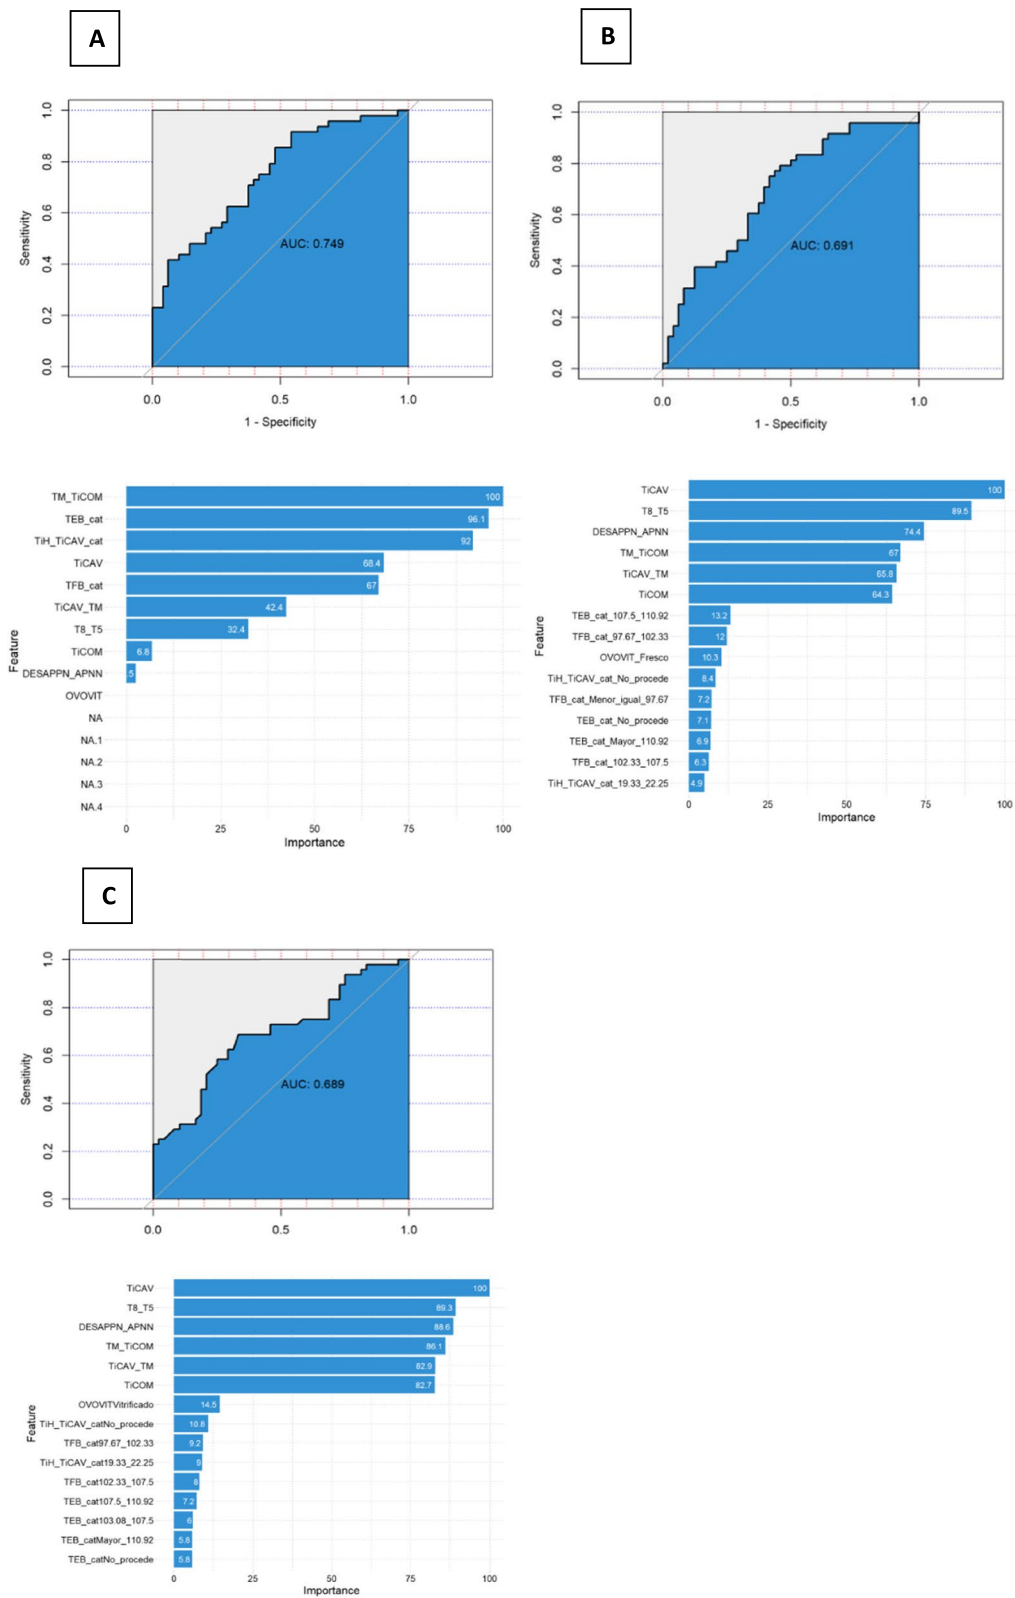 A
1.0
0.8
0.6
0.4
0.2
0.0
Sensitivity
AUC: 0.749
0.0 0.5 1.0
1 - Specificity
TM_TiCOM 100
TEB_cat 96.1
TiH_TiCAV_cat 92
TiCAV 68.4
TFB_cat 67
TiCAV_TM 42.4
T8_T5 32.4
TiCOM 6.8
DESAPPN_APNN .5
OVOVIT
NA
NA.1
NA.2
NA.3
NA.4
Feature
0 25 50 75 100
Importance
B
1.0
0.8
0.6
0.4
0.2
0.0
Sensitivity
AUC: 0.691
0.0 0.5 1.0
1 - Specificity
TiCAV 100
T8_T5 89.5
DESAPPN_APNN 74.4
TM_TiCOM 67
TiCAV_TM 65.8
TiCOM 64.3
TEB_cat_107.5_110.92 13.2
TFB_cat_97.67_102.33 12
OVOVIT_Fresco 10.3
TiH_TiCAV_cat_No_procede 8.4
TFB_cat_Menor_igual_97.67 7.2
TEB_cat_No_procede 7.1
TEB_cat_Mayor_110.92 6.9
TFB_cat_102.33_107.5 6.3
TiH_TiCAV_cat_19.33_22.25 4.9
Feature
0 25 50 75 100
Importance
C
1.0
0.8
0.6
0.4
0.2
0.0
Sensitivity
AUC: 0.689
0.0 0.5 1.0
TiCAV 100
T8_T5 89.3
DESAPPN_APNN 88.6
TM_TiCOM 86.1
TiCAV_TM 82.9
TiCOM 82.7
OVOVITVitrificado 14.5
TiH_TiCAV_catNo_procede 10.8
TFB_cat97.67_102.33 9.2
TiH_TiCAV_cat19.33_22.25 9
TFB_cat102.33_107.5 8
TEB_cat107.5_110.92 7.2
TEB_cat103.08_107.5 6
TEB_catMayor_110.92 5.8
TEB_catNo_procede 5.8
Feature
0 25 50 75 100
Importance